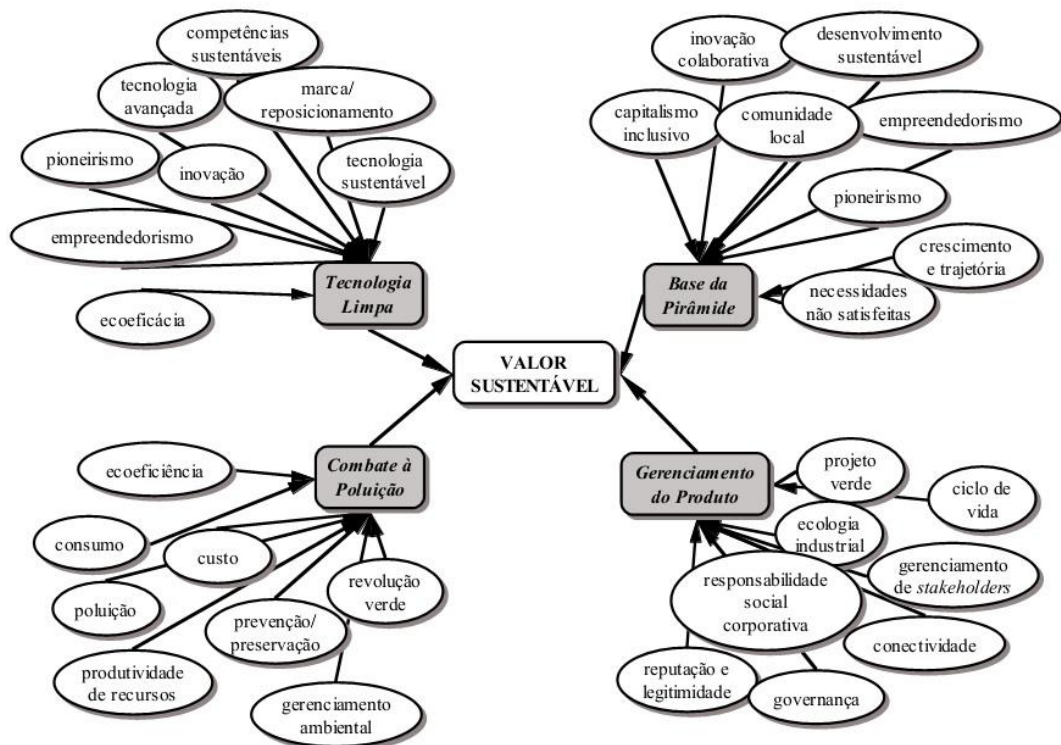 competências
sustentáveis
tecnologia
avançada
marca/
reposicionamento
pioneirismo
inovação
tecnologia
sustentável
empreendedorismo
ecoeficácia
Tecnologia
Limpa
inovação
colaborativa
desenvolvimento
sustentável
capitalismo
inclusivo
comunidade
local
empreendedorismo
pioneirismo
crescimento
e trajetória
necessidades
não satisfeitas
Base da
Pirâmide
VALOR
SUSTENTÁVEL
Combate à
Poluição
ecoeficiência
consumo
custo
poluição
revolução
verde
prevenção/
preservação
produtividade
de recursos
gerenciamento
ambiental
Gerenciamento
do Produto
projeto
verde
ciclo de
vida
ecologia
industrial
gerenciamento
de stakeholders
responsabilidade
social
corporativa
conectividade
reputação e
legitimidade
governança